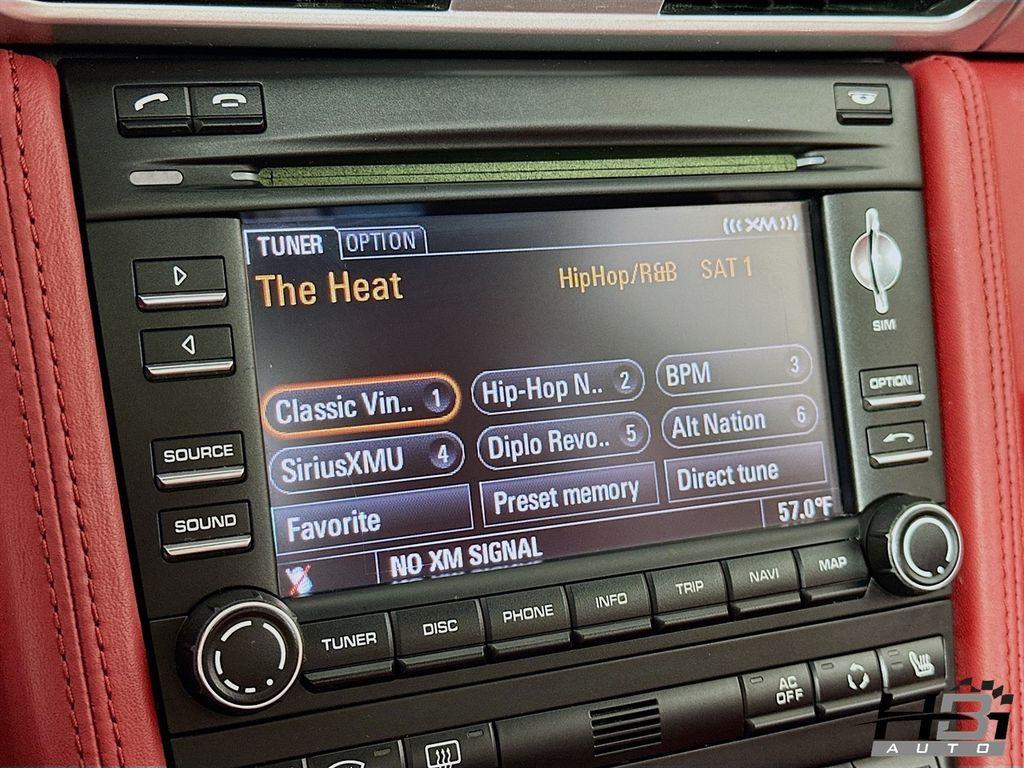 TUNER OPTION
(((XM)))
The Heat HipHop/R&B SAT 1
SIM
Classic Vin.. 1 Hip-Hop N.. 2 BPM 3
OPTION
SiriusXMU 4 Diplo Revo.. 5 Alt Nation 6
SOURCE
Favorite Preset memory Direct tune
SOUND
NO XM SIGNAL 57.0°F
TUNER DISC PHONE INFO TRIP NAVI MAP
AC
OFF
HBI
AUTO